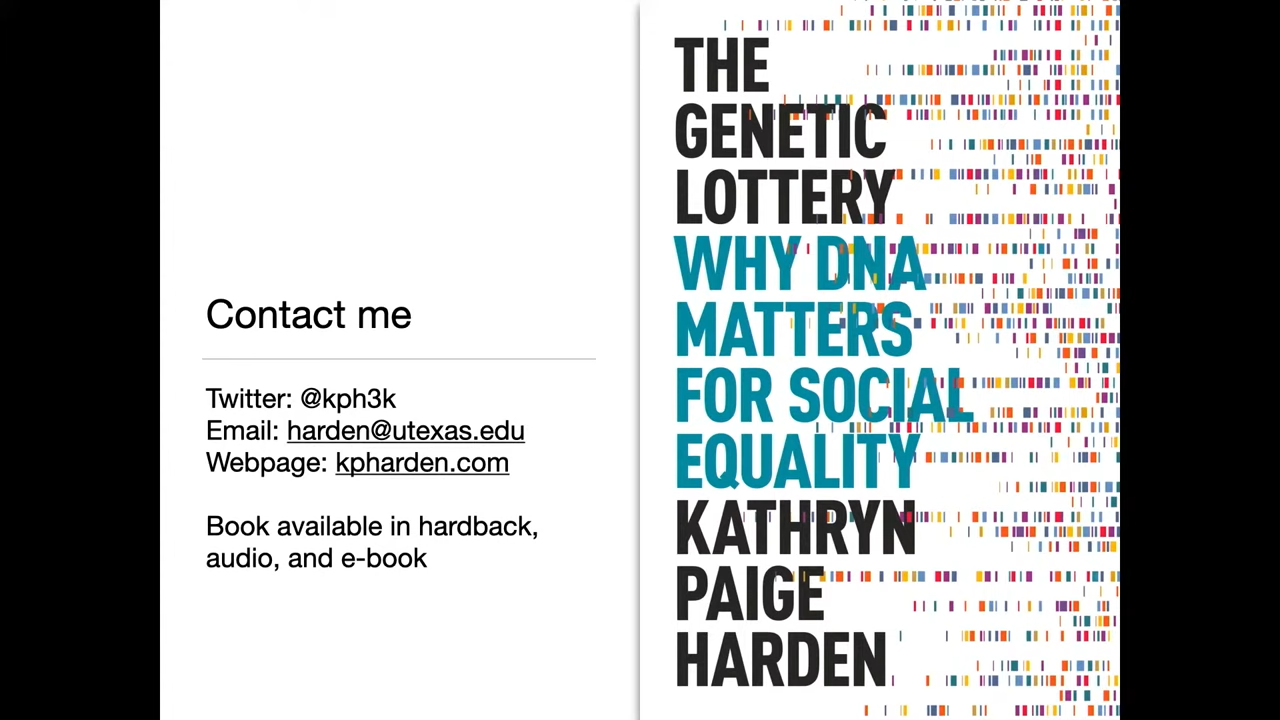 Contact me
Twitter: @kph3k
Email: harden@utexas.edu
Webpage: kpharden.com
Book available in hardback,
audio, and e-book
THE
GENETIC
LOTTERY
WHY DNA
MATTERS
FOR SOCIAL
EQUALITY
KATHRYN
PAIGE
HARDEN